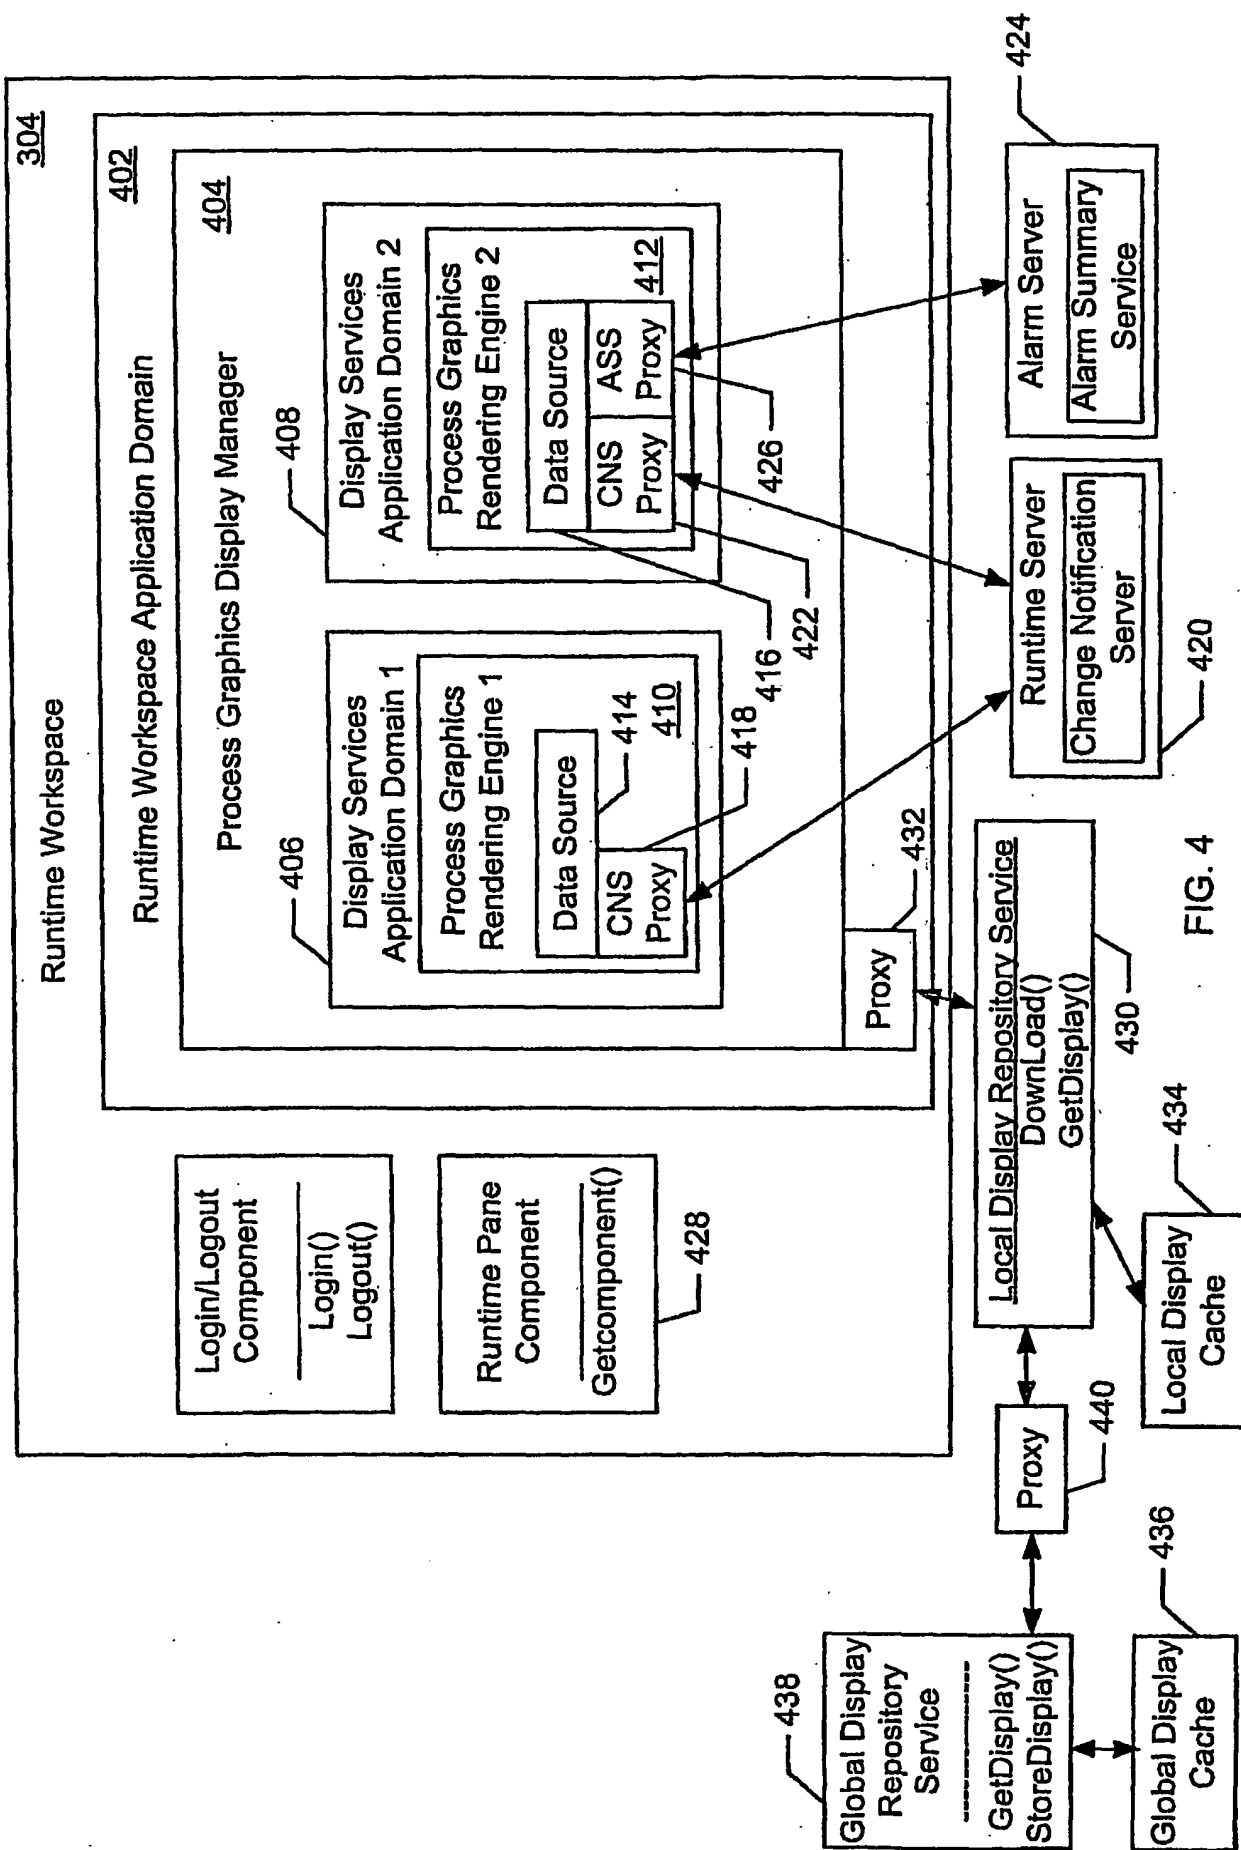 Runtime Workspace
304
Runtime Workspace Application Domain
402
Process Graphics Display Manager
404
Login/Logout
Component
Login()
Logout()
Runtime Pane
Component
Getcomponent()
428
406
Display Services
Application Domain 1
Process Graphics
Rendering Engine 1
Data Source
CNS
Proxy
414
410
418
408
Display Services
Application Domain 2
Process Graphics
Rendering Engine 2
Data Source
CNS
Proxy
ASS
Proxy
412
416
422
426
Proxy
432
438
Global Display
Repository
Service
GetDisplay()
StoreDisplay()
Global Display
Cache
436
Proxy
440
Local Display Repository Service
DownLoad()
GetDisplay()
430
Local Display
Cache
434
Runtime Server
Change Notification
Server
420
Alarm Server
Alarm Summary
Service
424
FIG. 4